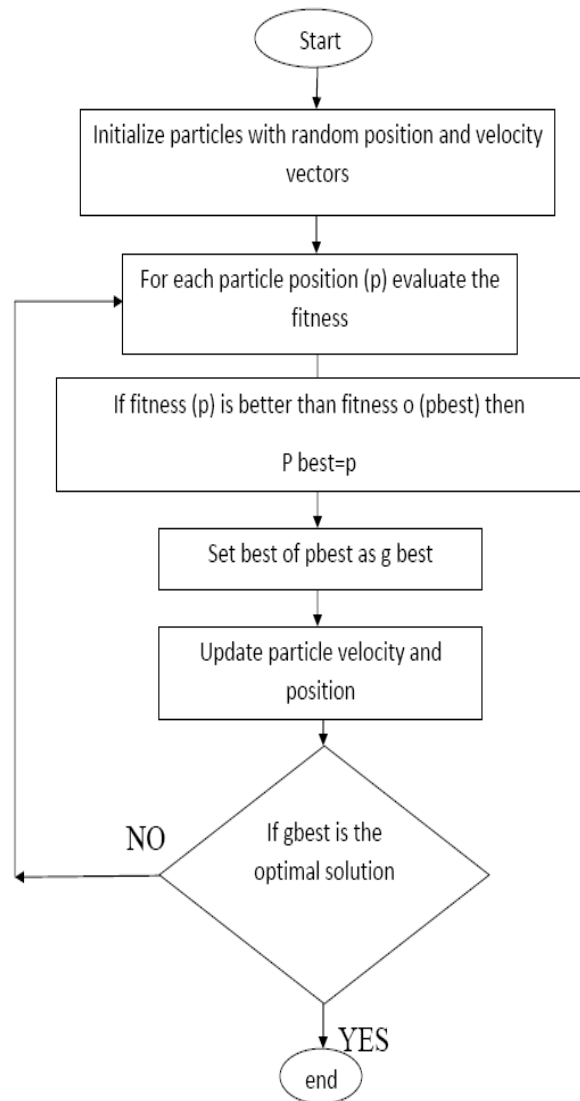 Start
Initialize particles with random position and velocity
vectors
For each particle position (p) evaluate the
fitness
If fitness (p) is better than fitness o (pbest) then
P best=p
Set best of pbest as g best
Update particle velocity and
position
If gbest is the
optimal solution
NO
YES
end